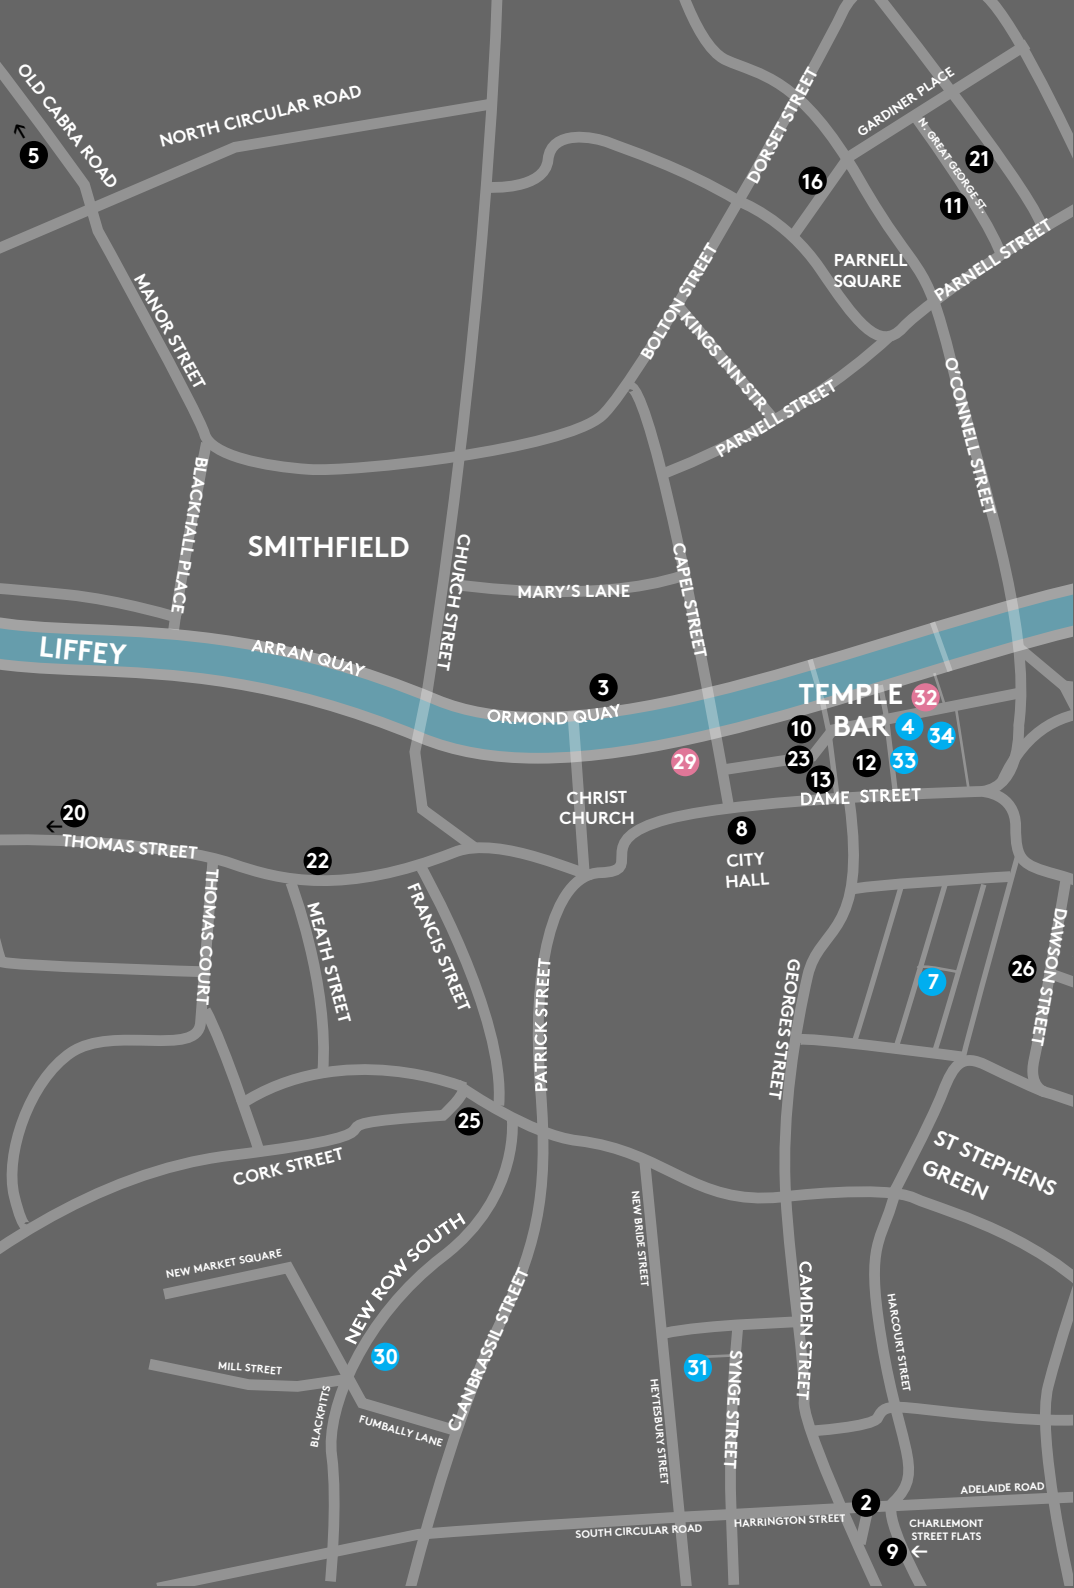 OLD CABRA ROAD
5
NORTH CIRCULAR ROAD
DORSET STREET
GARDINER PLACE
N. GREAT GEORGE ST.
21
16
11
PARNELL
SQUARE
PARNELL STREET
MANOR STREET
BOLTON STREET
KINGS INN STR.
PARNELL STREET
O'CONNELL STREET
BLACKHALL PLACE
SMITHFIELD
CHURCH STREET
MARY'S LANE
CAPEL STREET
LIFFEY
ARRAN QUAY
3
ORMOND QUAY
TEMPLE
BAR
32
4
34
10
23
12
33
13
29
DAME STREET
CHRIST
CHURCH
8
CITY
HALL
20
THOMAS STREET
22
THOMAS COURT
MEATH STREET
FRANCIS STREET
PATRICK STREET
GEORGES STREET
7
26
DAWSON STREET
25
CORK STREET
ST STEPHENS
GREEN
NEW MARKET SQUARE
NEW ROW SOUTH
NEW BRIDE STREET
CAMDEN STREET
HARCOURT STREET
MILL STREET
30
31
SYNGE STREET
CLANBRASSIL STREET
BLACKPITTS
FUMBALLY LANE
HEYTESBURY STREET
2
ADELAIDE ROAD
SOUTH CIRCULAR ROAD
HARRINGTON STREET
CHARLEMONT
STREET FLATS
9